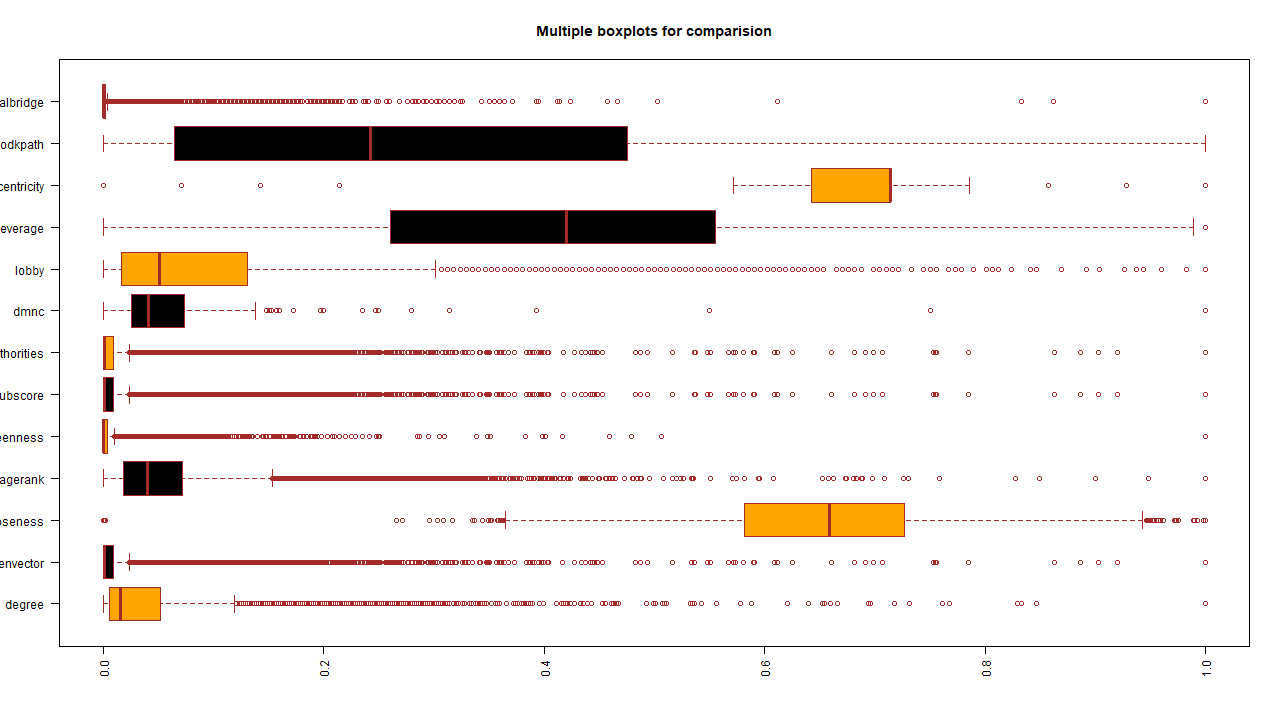 Multiple boxplots for comparision
albridge
odkpath
centricity
everage
lobby
dmnc
thorities
ubscore
eenness
agerank
oseness
envector
degree
0.0 0.2 0.4 0.6 0.8 1.0